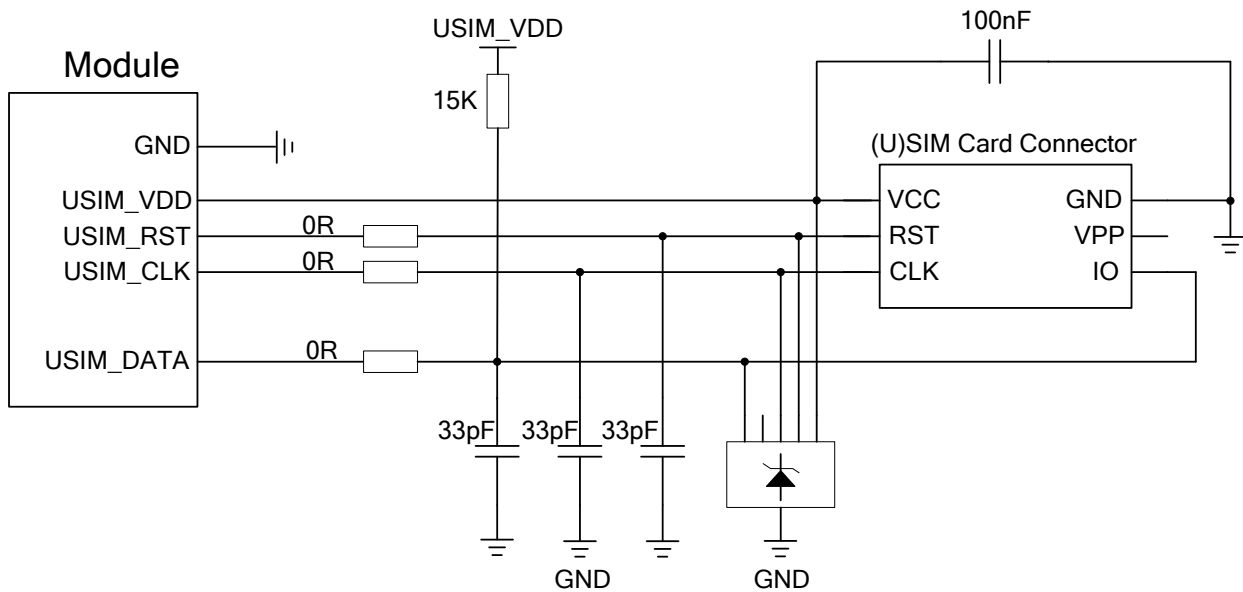 100nF
USIM_VDD
Module
15K
GND
(U)SIM Card Connector
USIM_VDD
VCC
GND
USIM_RST
0R
RST
VPP
USIM_CLK
0R
CLK
IO
USIM_DATA
0R
33pF
33pF
33pF
GND
GND